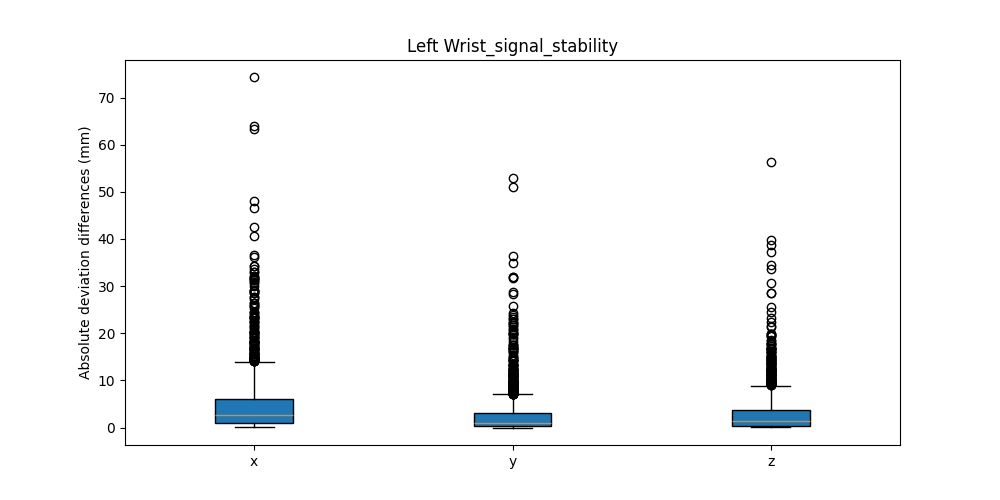 Left Wrist_signal_stability
Absolute deviation differences (mm)
70
60
50
40
30
20
10
0
x y z